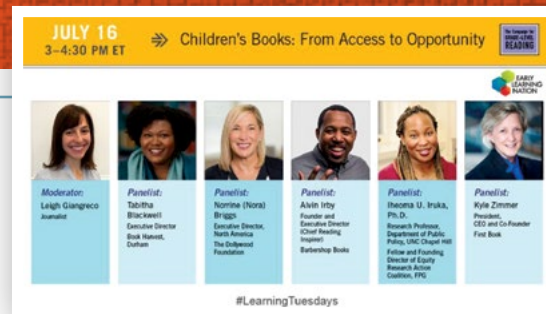 JULY 16
3–4:30 PM ET
Children's Books: From Access to Opportunity
The Campaign for
GRADE-LEVEL
READING
EARLY
LEARNING
NATION
Moderator:
Leigh Giangreco
Journalist
Panelist:
Tabitha
Blackwell
Executive Director
Book Harvest,
Durham
Panelist:
Norrine (Nora)
Briggs
Executive Director,
North America
The Dollywood
Foundation
Panelist:
Alvin Irby
Founder and
Executive Director
(Chief Reading
Inspirer)
Barbershop Books
Panelist:
Iheoma U. Iruka,
Ph.D.
Research Professor,
Department of Public
Policy, UNC Chapel Hill
Fellow and Founding
Director of Equity
Research Action
Coalition, FPG
Panelist:
Kyle Zimmer
President,
CEO and Co-Founder
First Book
#LearningTuesdays